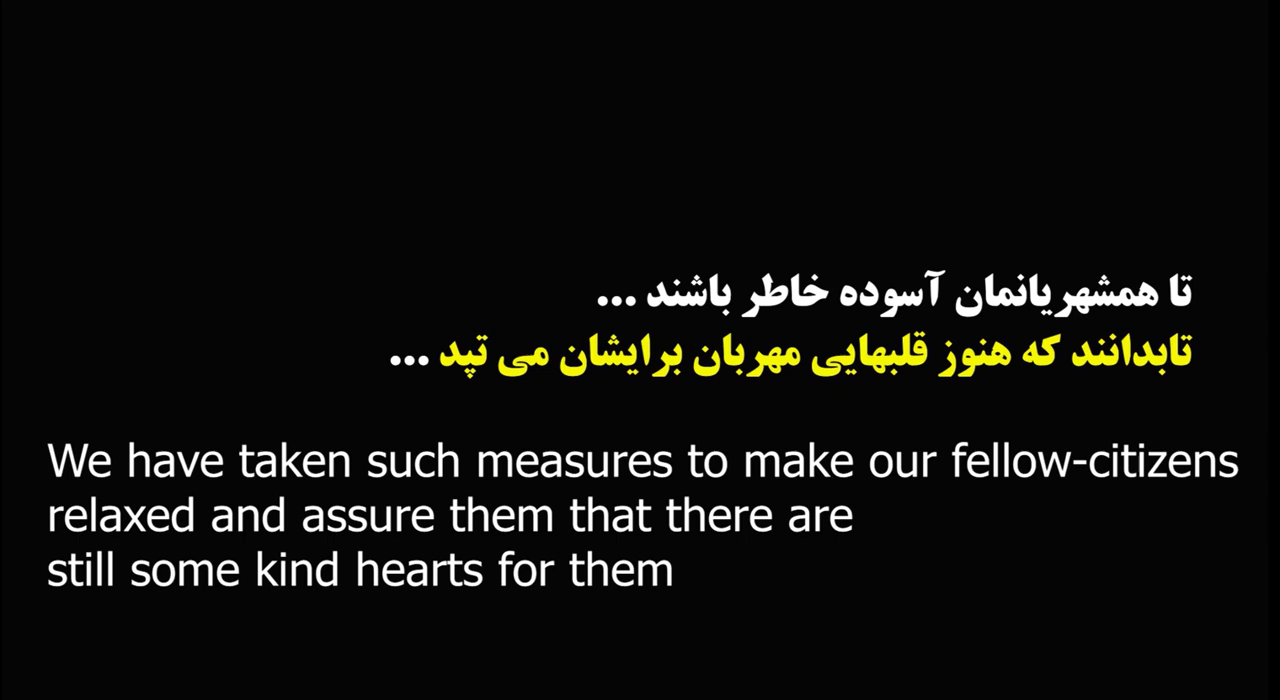 تا همشهریانمان آسوده خاطر باشند ...
تابدانند که هنوز قلبهایی مهربان برایشان می تپد ...
We have taken such measures to make our fellow-citizens
relaxed and assure them that there are
still some kind hearts for them